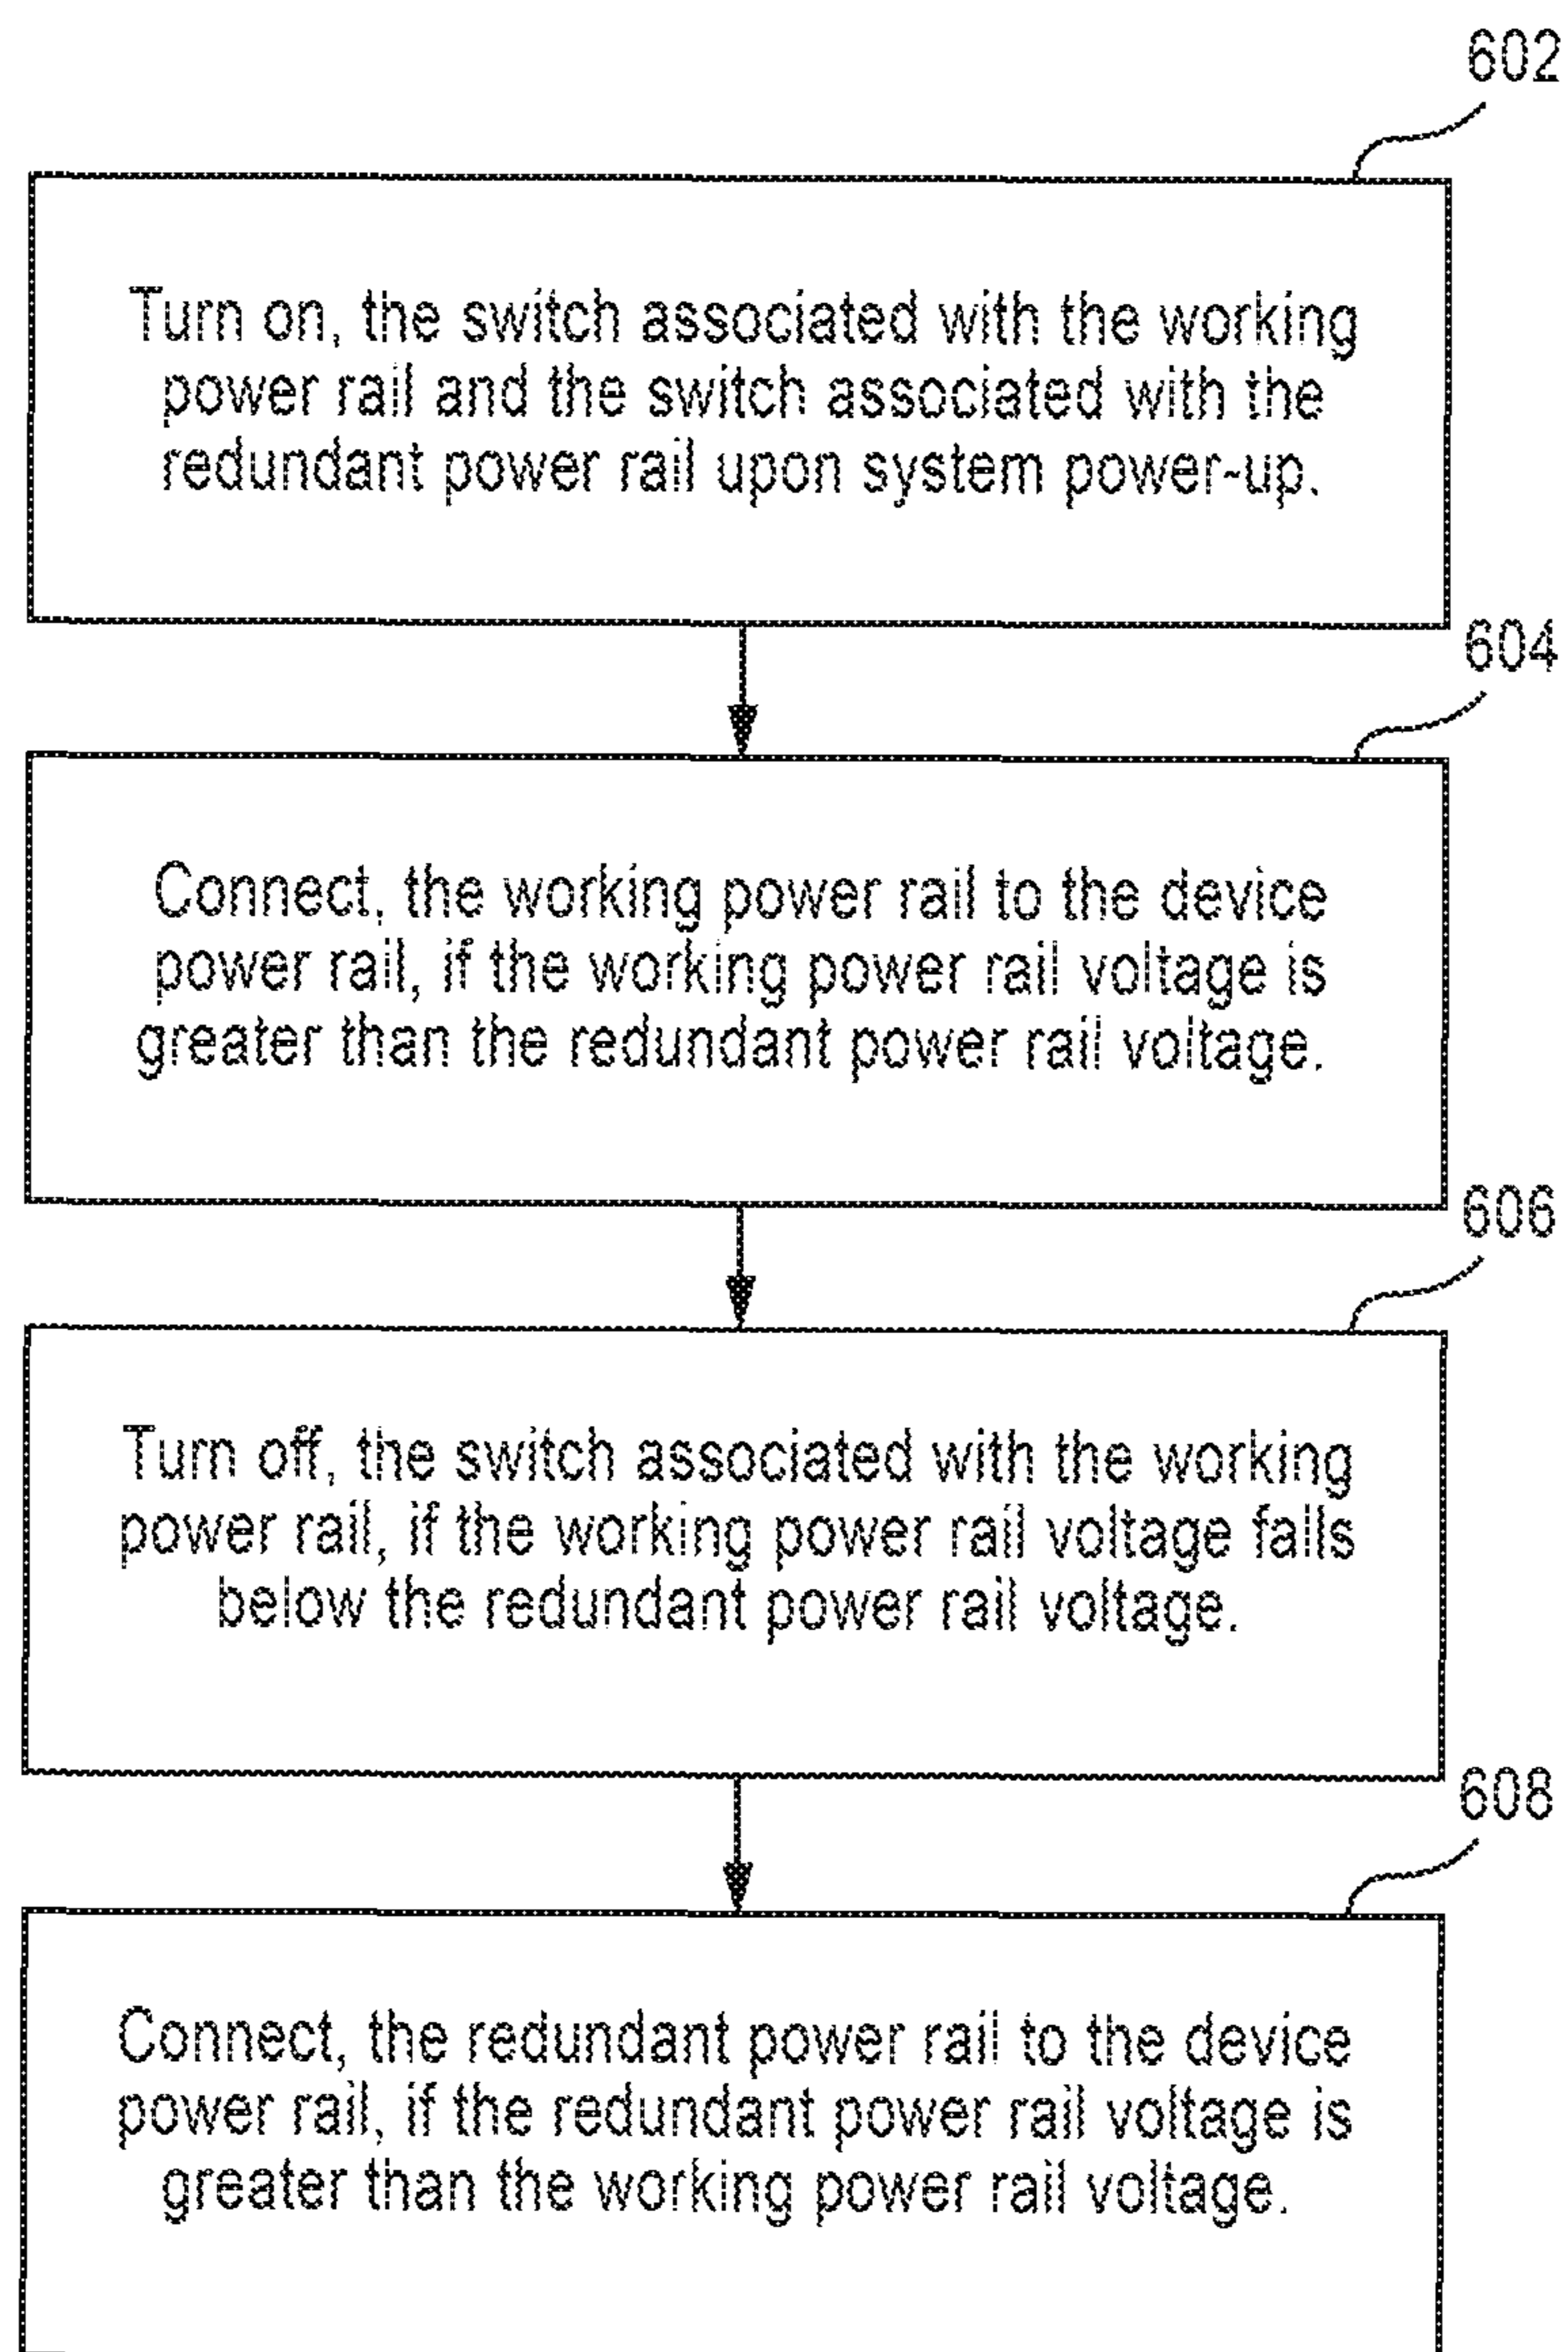 602
Turn on, the switch associated with the working
power rail and the switch associated with the
redundant power rail upon system power-up.
604
Connect, the working power rail to the device
power rail, if the working power rail voltage is
greater than the redundant power rail voltage.
606
Turn off, the switch associated with the working
power rail, if the working power rail voltage falls
below the redundant power rail voltage.
608
Connect, the redundant power rail to the device
power rail, if the redundant power rail voltage is
greater than the working power rail voltage.